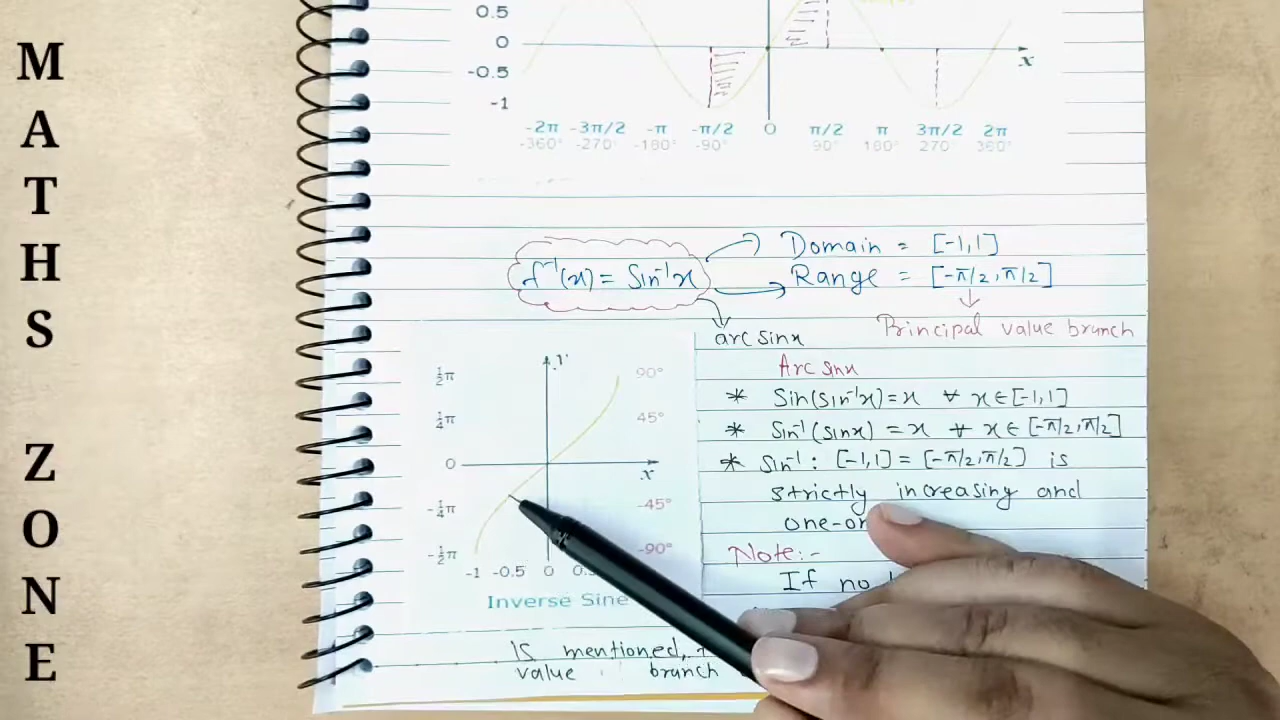 MATHS ZONE
0.5
0
-0.5
-1
x
-2π -3π/2 -π -π/2 0 π/2 π 3π/2 2π
-360° -270° -180° -90° 90° 180° 270° 360°
f⁻¹(x) = Sin⁻¹x
Domain = [-1,1]
Range = [-π/2, π/2]
Principal value branch
arc sinx
Arc sinx
* Sin(sin⁻¹x) = x ∀ x∈[-1,1]
* Sin⁻¹(sinx) = x ∀ x∈[-π/2, π/2]
* Sin⁻¹ : [-1,1] = [-π/2, π/2] is
strictly increasing and
Note:-
If no
½π 90°
¼π 45°
0 x
-¼π -45°
-½π -90°
-1 -0.5 0
Inverse Sine
Is mentioned,
value branch